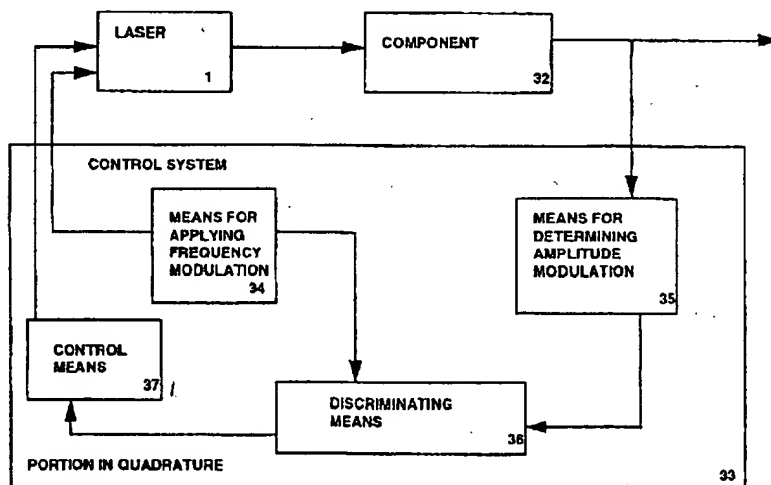 LASER
1
COMPONENT
32
CONTROL SYSTEM
MEANS FOR
APPLYING
FREQUENCY
MODULATION
34
MEANS FOR
DETERMINING
AMPLITUDE
MODULATION
35
CONTROL
MEANS
37
DISCRIMINATING
MEANS
36
PORTION IN QUADRATURE
33